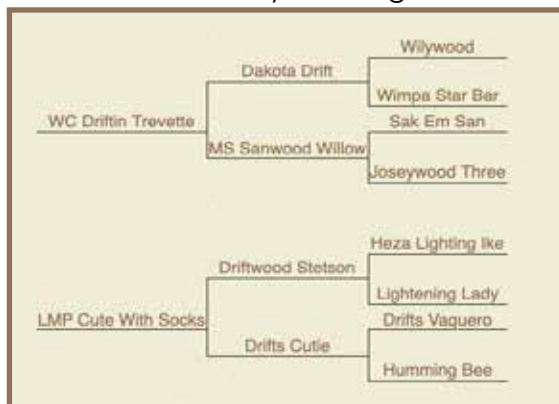 Wilywood
Dakota Drift
Wimpa Star Bar
WC Driftin Trevette
Sak Em San
MS Sanwood Willow
Joseywood Three
Heza Lighting Ike
Driftwood Stetson
Lightening Lady
LMP Cute With Socks
Drifts Vaquero
Drifts Cutie
Humming Bee